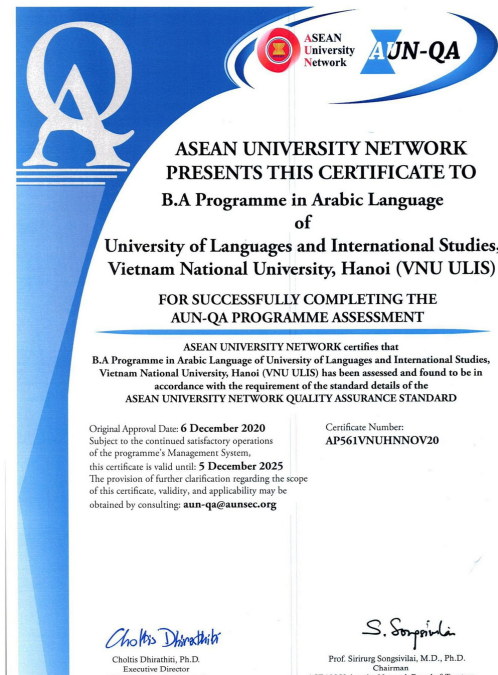 ASEAN
University
Network
AUN-QA
QA
ASEAN UNIVERSITY NETWORK
PRESENTS THIS CERTIFICATE TO
B.A Programme in Arabic Language
of
University of Languages and International Studies,
Vietnam National University, Hanoi (VNU ULIS)
FOR SUCCESSFULLY COMPLETING THE
AUN-QA PROGRAMME ASSESSMENT
ASEAN UNIVERSITY NETWORK certifies that
B.A Programme in Arabic Language of University of Languages and International Studies,
Vietnam National University, Hanoi (VNU ULIS) has been assessed and found to be in
accordance with the requirement of the standard details of the
ASEAN UNIVERSITY NETWORK QUALITY ASSURANCE STANDARD
Original Approval Date: 6 December 2020
Subject to the continued satisfactory operations
of the programme's Management System,
this certificate is valid until: 5 December 2025
The provision of further clarification regarding the scope
of this certificate, validity, and applicability may be
obtained by consulting: aun-qa@aunsec.org
Certificate Number:
AP561VNUHNNOV20
Choltis Dhirathiti
S. Songsivilai
Choltis Dhirathiti, Ph.D.
Executive Director
Prof. Sirirurg Songsivilai, M.D., Ph.D.
Chairman